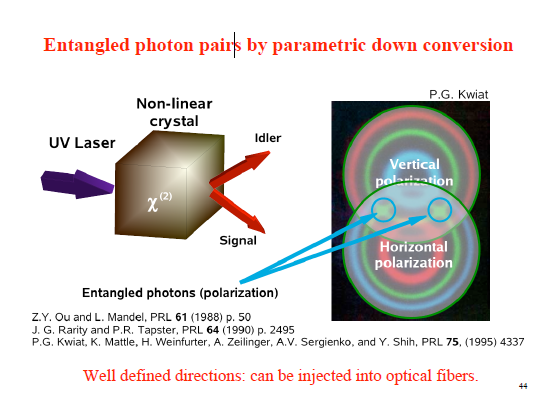 Entangled photon pairs by parametric down conversion
P.G. Kwiat
Non-linear
crystal
UV Laser
Idler
χ(2)
Signal
Vertical
polarization
Horizontal
polarization
Entangled photons (polarization)
Z.Y. Ou and L. Mandel, PRL 61 (1988) p. 50
J. G. Rarity and P.R. Tapster, PRL 64 (1990) p. 2495
P.G. Kwiat, K. Mattle, H. Weinfurter, A. Zeilinger, A.V. Sergienko, and Y. Shih, PRL 75, (1995) 4337
Well defined directions: can be injected into optical fibers.
44